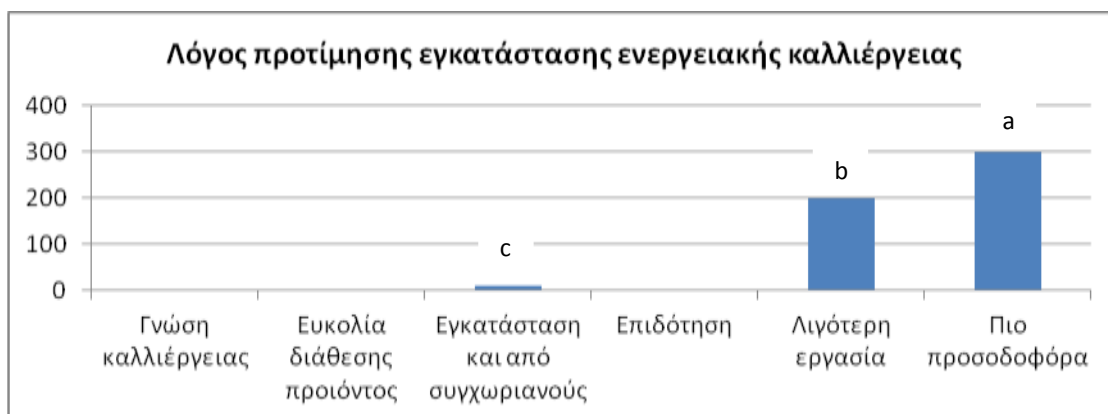 Λόγος προτίμησης εγκατάστασης ενεργειακής καλλιέργειας
400
300
200
100
0
a
b
c
Γνώση
καλλιέργειας
Ευκολία
διάθεσης
προιόντος
Εγκατάσταση
και από
συγχωριανούς
Επιδότηση
Λιγότερη
εργασία
Πιο
προσοδοφόρα